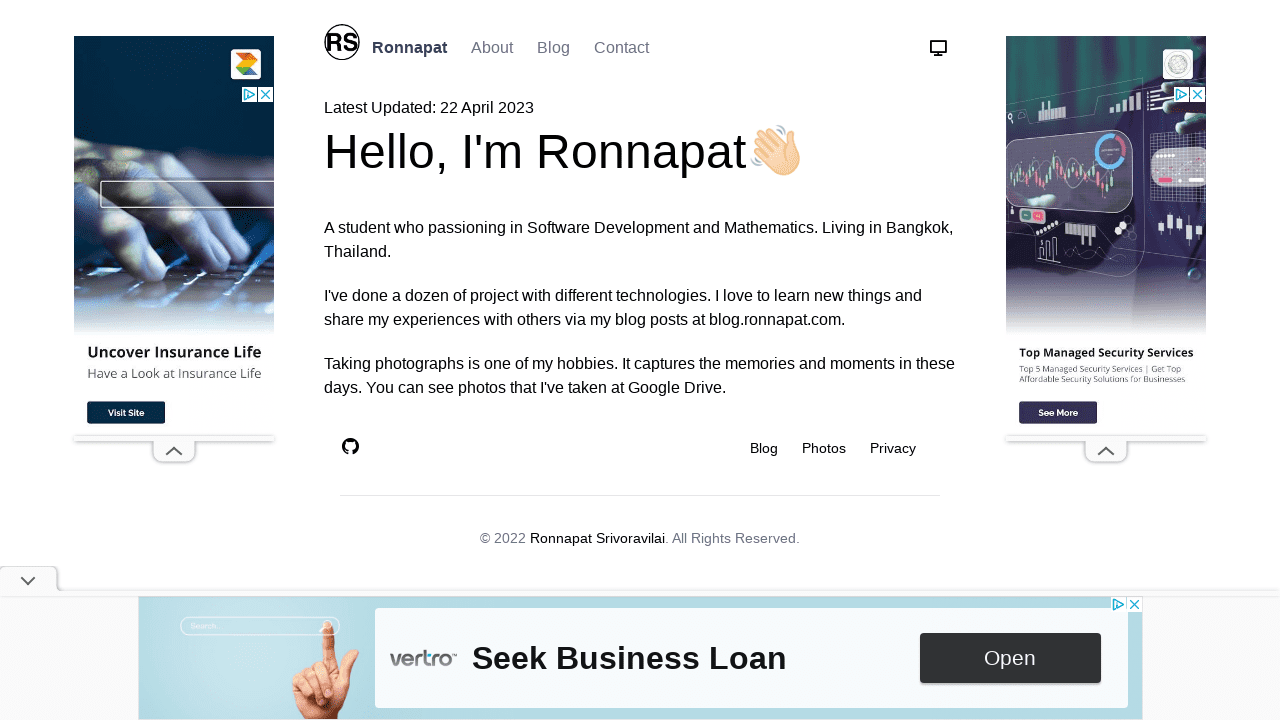 RS
Ronnapat About Blog Contact
Latest Updated: 22 April 2023
Hello, I'm Ronnapat👋🏻
A student who passioning in Software Development and Mathematics. Living in Bangkok,
Thailand.
I've done a dozen of project with different technologies. I love to learn new things and
share my experiences with others via my blog posts at blog.ronnapat.com.
Taking photographs is one of my hobbies. It captures the memories and moments in these
days. You can see photos that I've taken at Google Drive.
Blog Photos Privacy
© 2022 Ronnapat Srivoravilai. All Rights Reserved.
Uncover Insurance Life
Have a Look at Insurance Life
Visit Site
Top Managed Security Services
Top 5 Managed Security Services | Get Top
Affordable Security Solutions for Businesses
See More
Search...
vertro
Seek Business Loan
Open